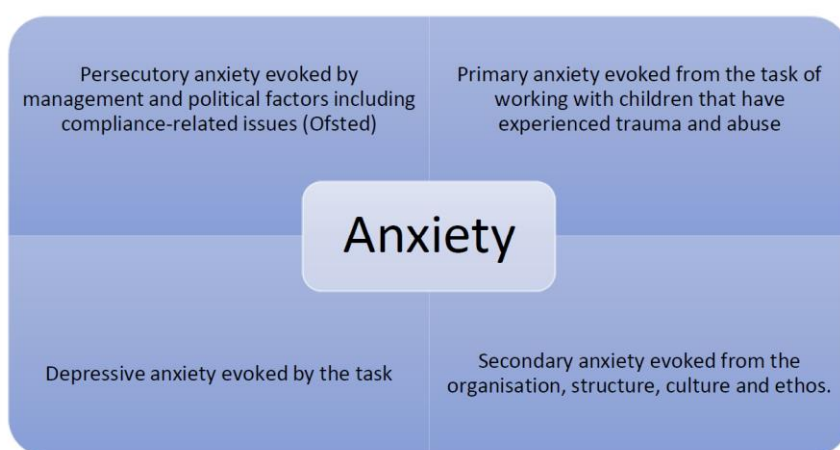 Persecutory anxiety evoked by
management and political factors including
compliance-related issues (Ofsted)
Primary anxiety evoked from the task of
working with children that have
experienced trauma and abuse
Anxiety
Depressive anxiety evoked by the task
Secondary anxiety evoked from the
organisation, structure, culture and ethos.